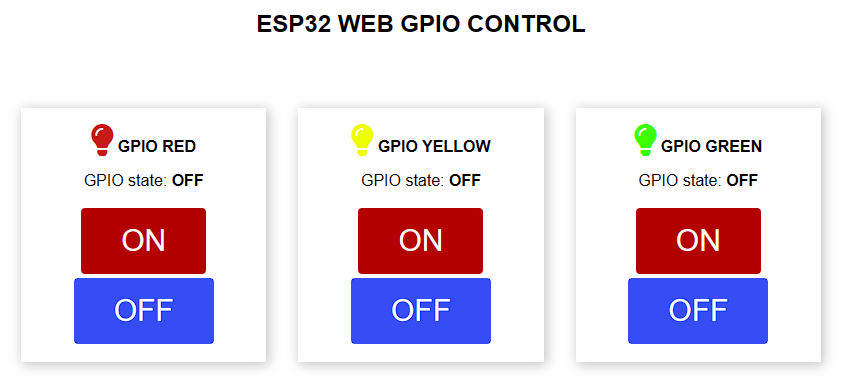 ESP32 WEB GPIO CONTROL
GPIO RED
GPIO state: OFF
ON
OFF
GPIO YELLOW
GPIO state: OFF
ON
OFF
GPIO GREEN
GPIO state: OFF
ON
OFF